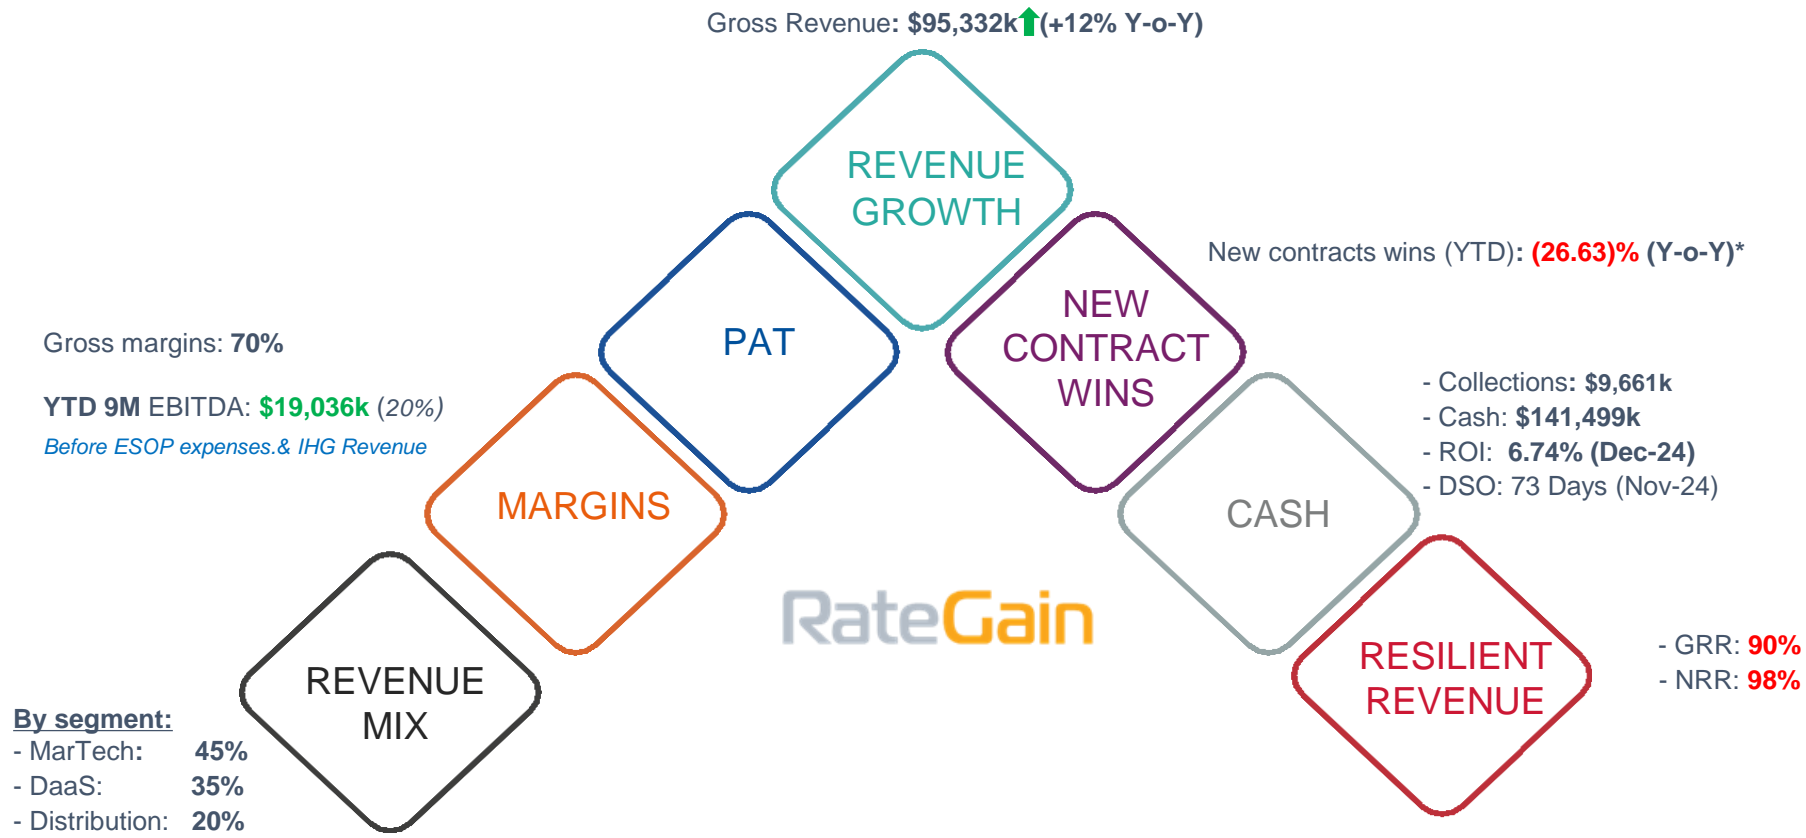 Gross Revenue: $95,332k (+12% Y-o-Y)
REVENUE
GROWTH
New contracts wins (YTD): (26.63)% (Y-o-Y)*
NEW
CONTRACT
WINS
PAT
Gross margins: 70%
YTD 9M EBITDA: $19,036k (20%)
Before ESOP expenses.& IHG Revenue
MARGINS
- Collections: $9,661k
- Cash: $141,499k
- ROI: 6.74% (Dec-24)
- DSO: 73 Days (Nov-24)
CASH
RateGain
RESILIENT
REVENUE
- GRR: 90%
- NRR: 98%
REVENUE
MIX
By segment:
- MarTech: 45%
- DaaS: 35%
- Distribution: 20%